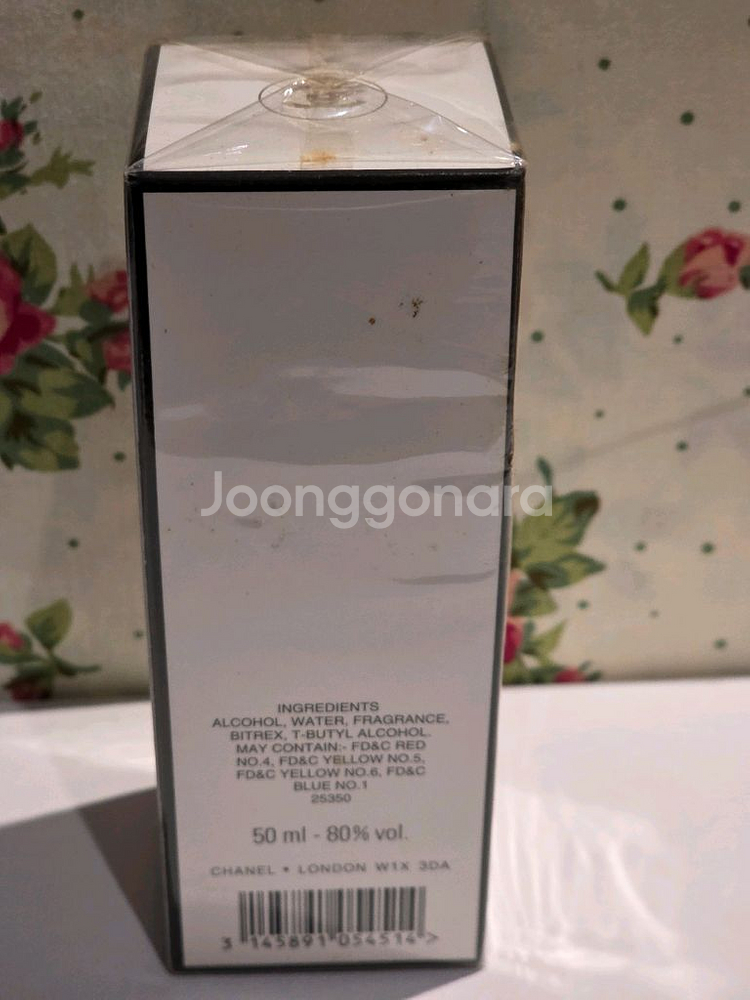 Joonggonara
INGREDIENTS
ALCOHOL, WATER, FRAGRANCE,
BITREX, T-BUTYL ALCOHOL.
MAY CONTAIN:- FD&C RED
NO.4, FD&C YELLOW NO.5,
FD&C YELLOW NO.6, FD&C
BLUE NO.1
25350
50 ml - 80% vol.
CHANEL • LONDON W1X 3DA
3 145891 054514 >